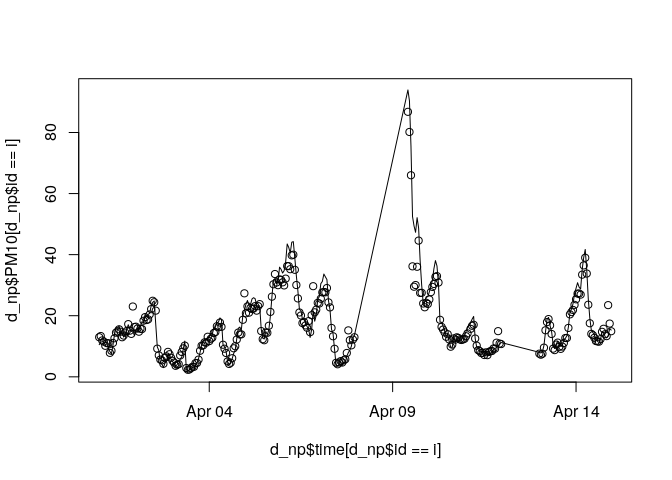 d_np$PM10[d_np$id == i]
80
60
40
20
0
Apr 04
Apr 09
Apr 14
d_np$time[d_np$id == i]